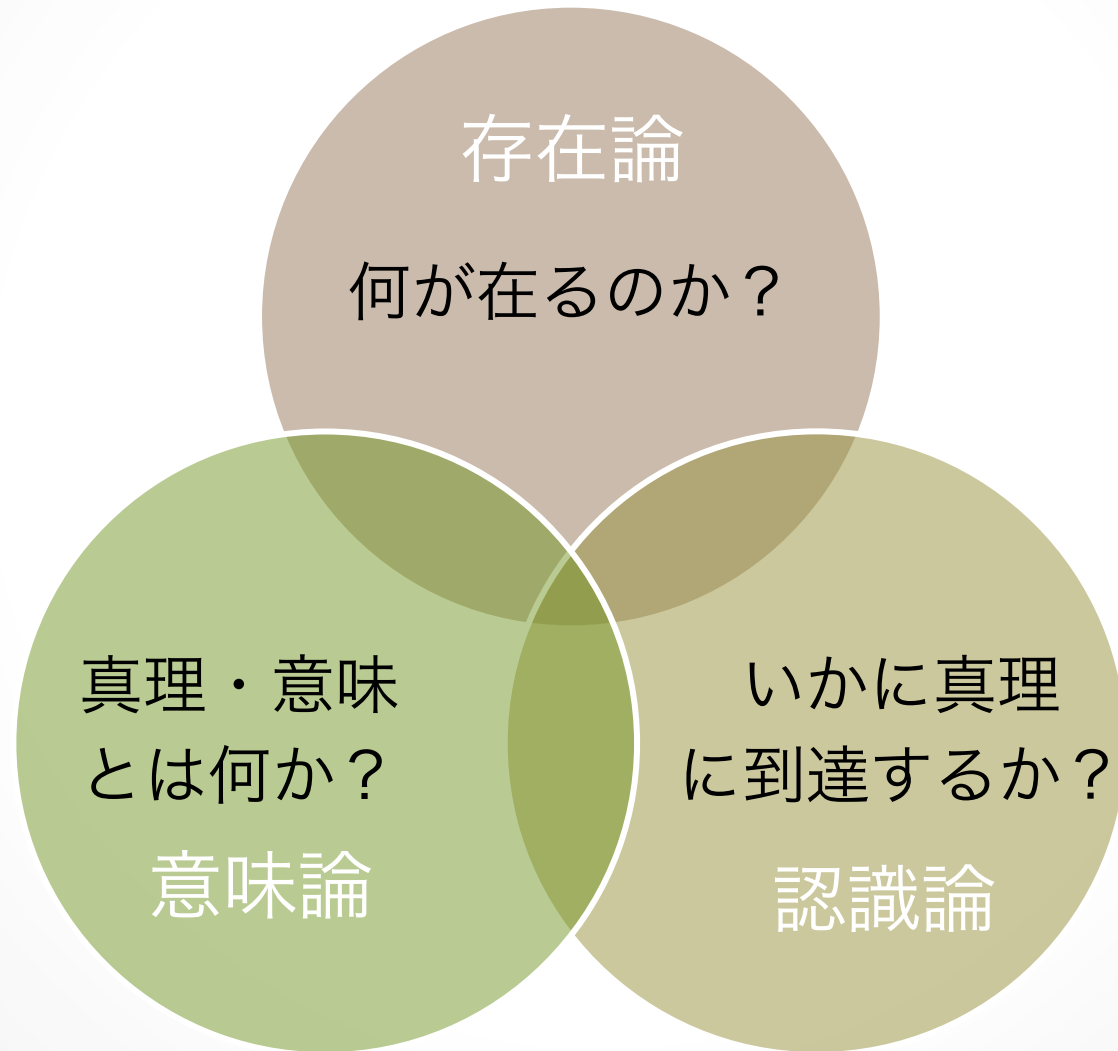 存在論
何が在るのか？
真理・意味
とは何か？
意味論
いかに真理
に到達するか？
認識論